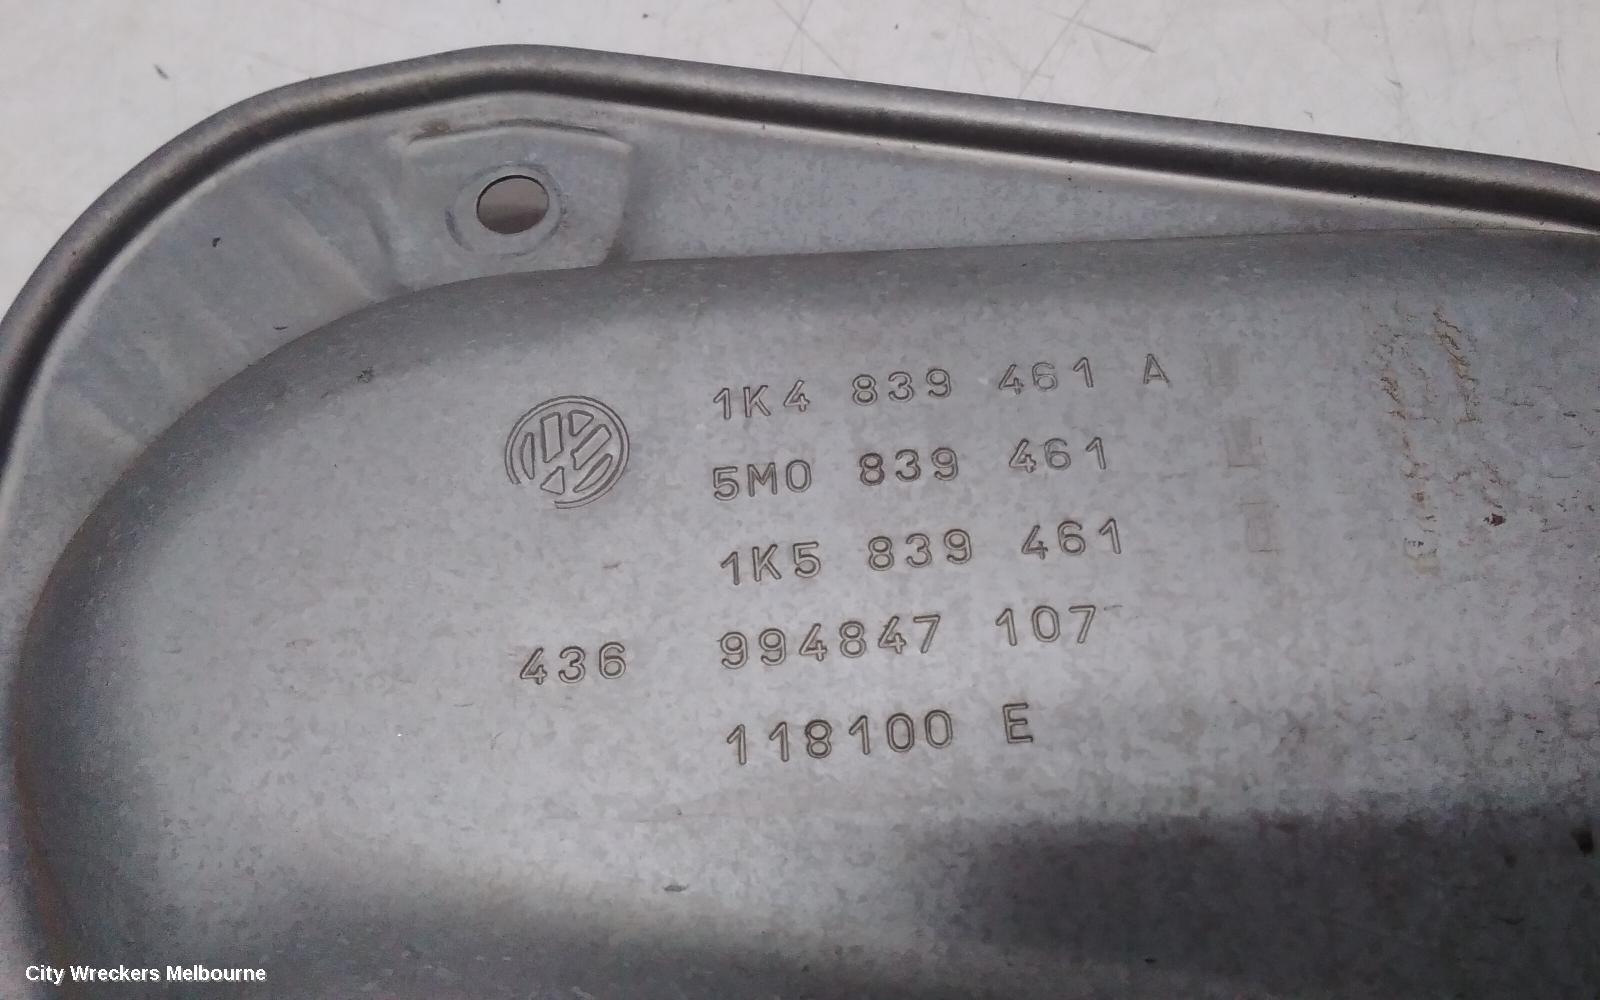 1K4 839 461 A
5M0 839 461
1K5 839 461
436 994847 107
118100 E
City Wreckers Melbourne